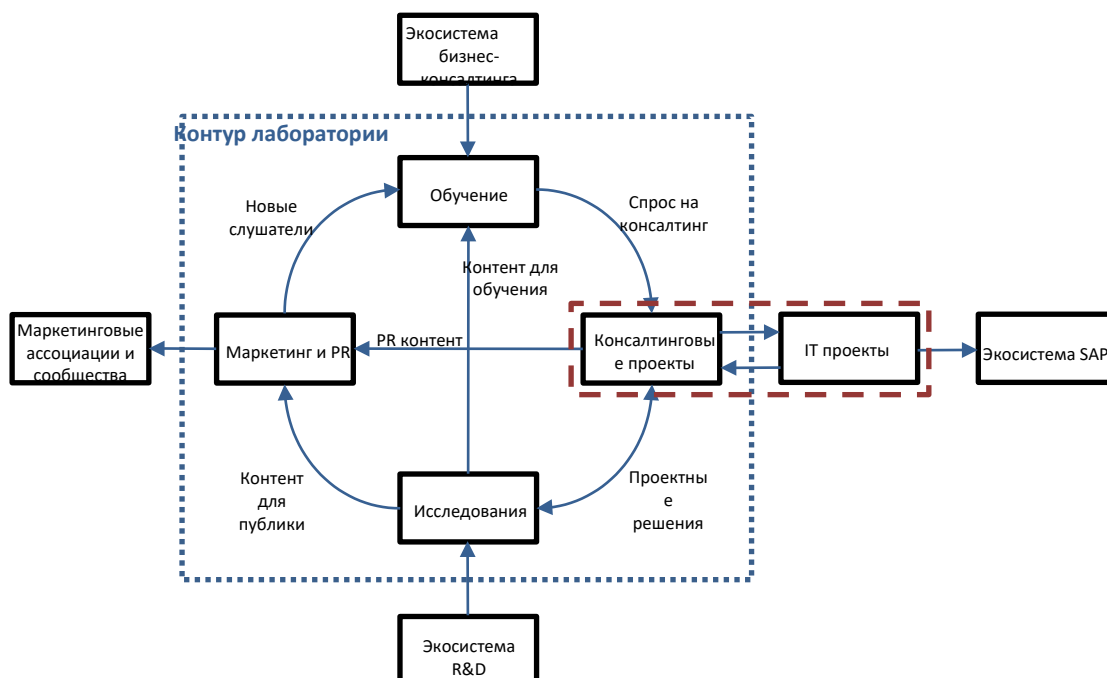 Экосистема
бизнес-
консалтинга
Контур лаборатории
Обучение
Новые
слушатели
Спрос на
консалтинг
Контент для
обучения
Маркетинговые
ассоциации и
сообщества
Маркетинг и PR
PR контент
Консалтинговы
е проекты
IT проекты
Экосистема SAP
Контент
для
публики
Исследования
Проектны
е
решения
Экосистема
R&D